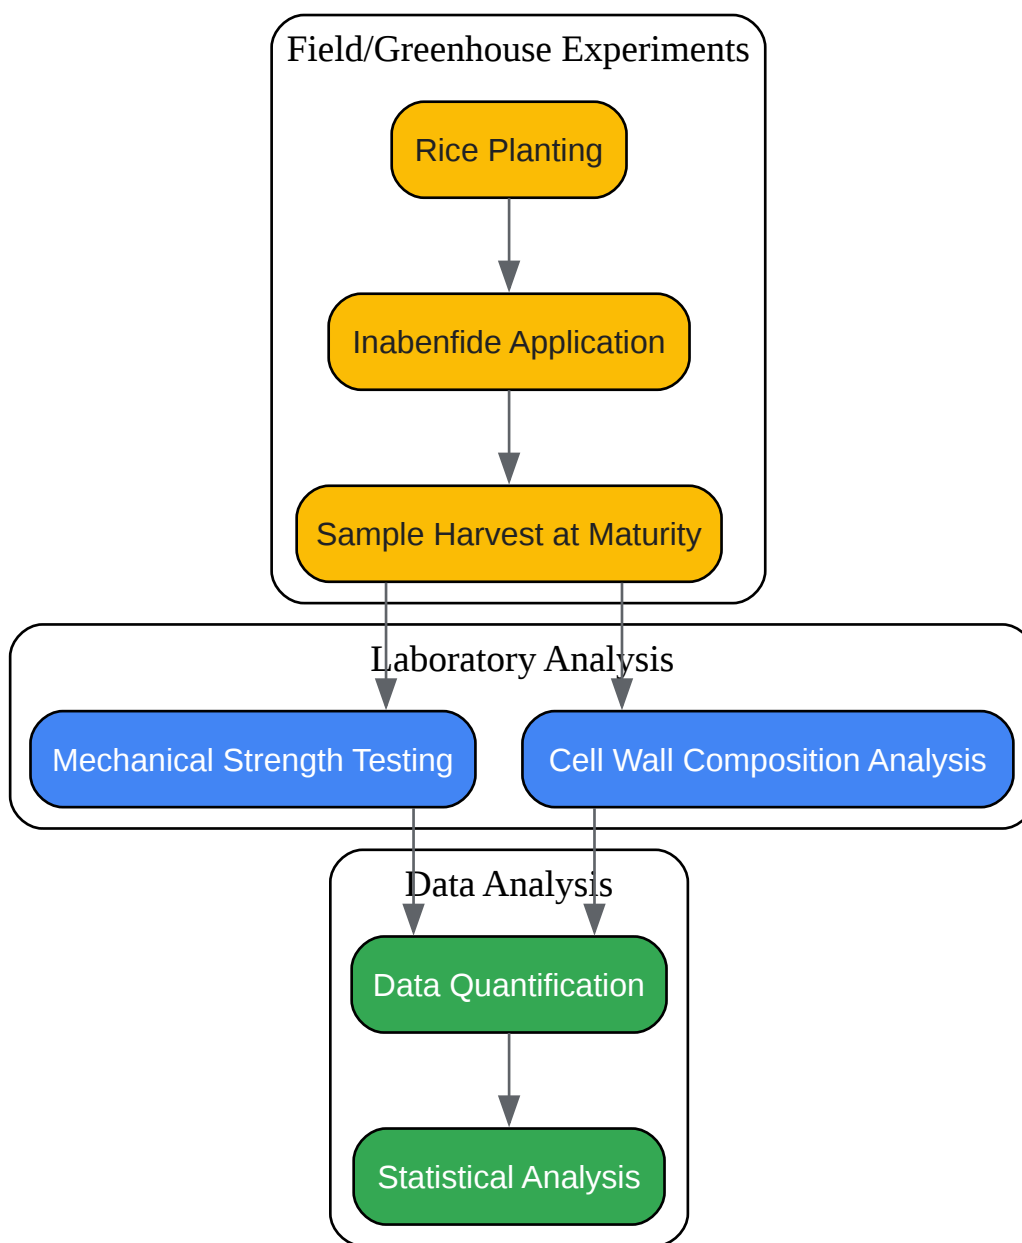 Field/Greenhouse Experiments
Rice Planting
Inabenfide Application
Sample Harvest at Maturity
Laboratory Analysis
Mechanical Strength Testing
Cell Wall Composition Analysis
Data Analysis
Data Quantification
Statistical Analysis